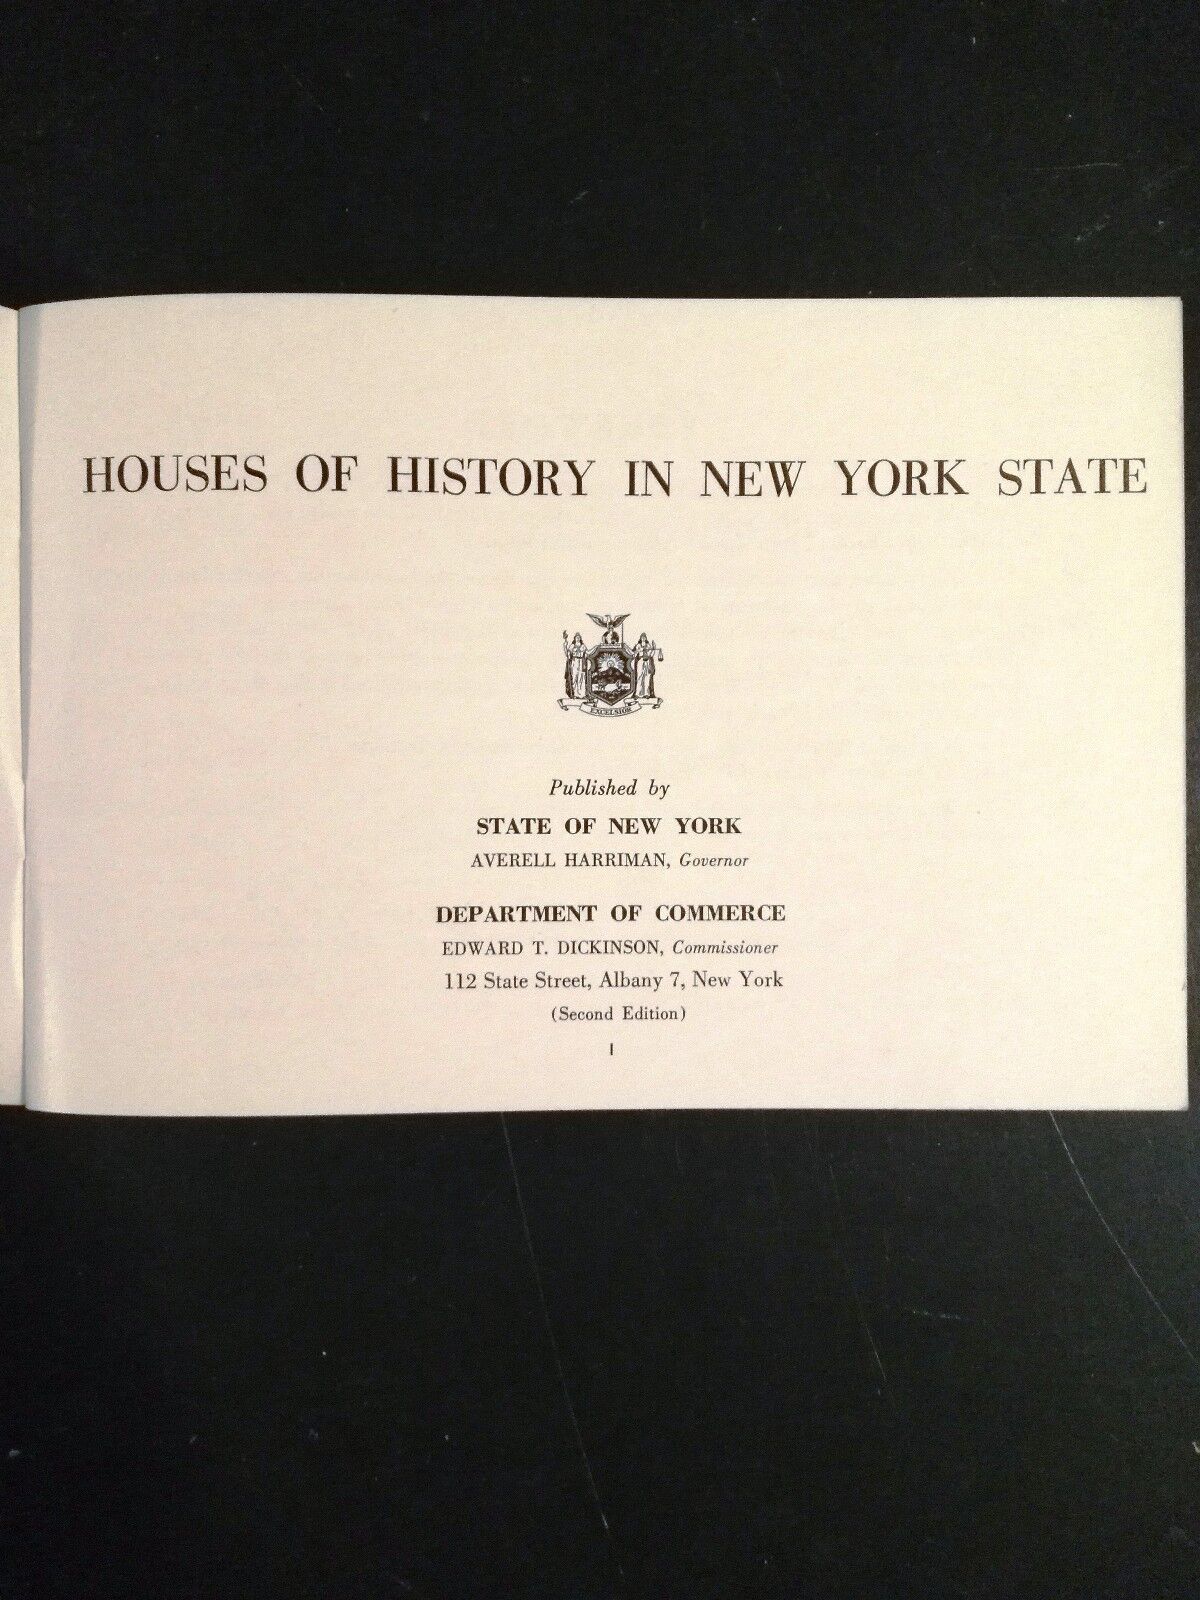 HOUSES OF HISTORY IN NEW YORK STATE
EXCELSIOR
Published by
STATE OF NEW YORK
AVERELL HARRIMAN, Governor
DEPARTMENT OF COMMERCE
EDWARD T. DICKINSON, Commissioner
112 State Street, Albany 7, New York
(Second Edition)
1